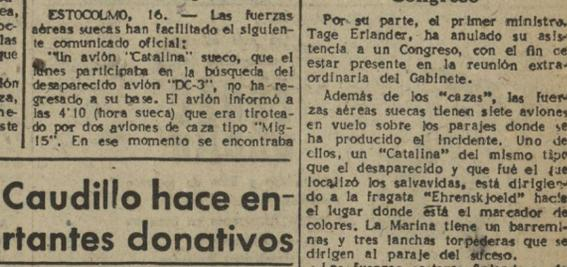 ea,
oc-
las
qué
lón
za,
ne-
ste
ESTOCOLMO, 16. — Las fuerzas
aéreas suecas han facilitado el siguien-
te comunicado oficial:
"Un avión "Catalina" sueco, que el
lunes participaba en la búsqueda del
desaparecido avión "DC-3", no ha re-
gresado a su base. El avión informó a
las 4'10 (hora sueca) que era tirotea-
do por dos aviones de caza tipo "Mig-
15". En ese momento se encontraba
Caudillo hace en-
rtantes donativos
Por su parte, el primer ministro,
Tage Erlander, ha anulado su asis-
tencia a un Congreso, con el fin de
estar presente en la reunión extra-
ordinaria del Gabinete.
Además de los "cazas", las fuer-
zas aéreas suecas tienen siete aviones
en vuelo sobre los parajes donde se
ha producido el incidente. Uno de
ellos, un "Catalina" del mismo tipo
que el desaparecido y que fué el que
localizó los salvavidas, está dirigien-
do a la fragata "Ehrenskjoeld" hacia
el lugar donde está el marcador de
colores. La Marina tiene un barremi-
nas y tres lanchas torpederas que se
dirigen al paraje del suceso.